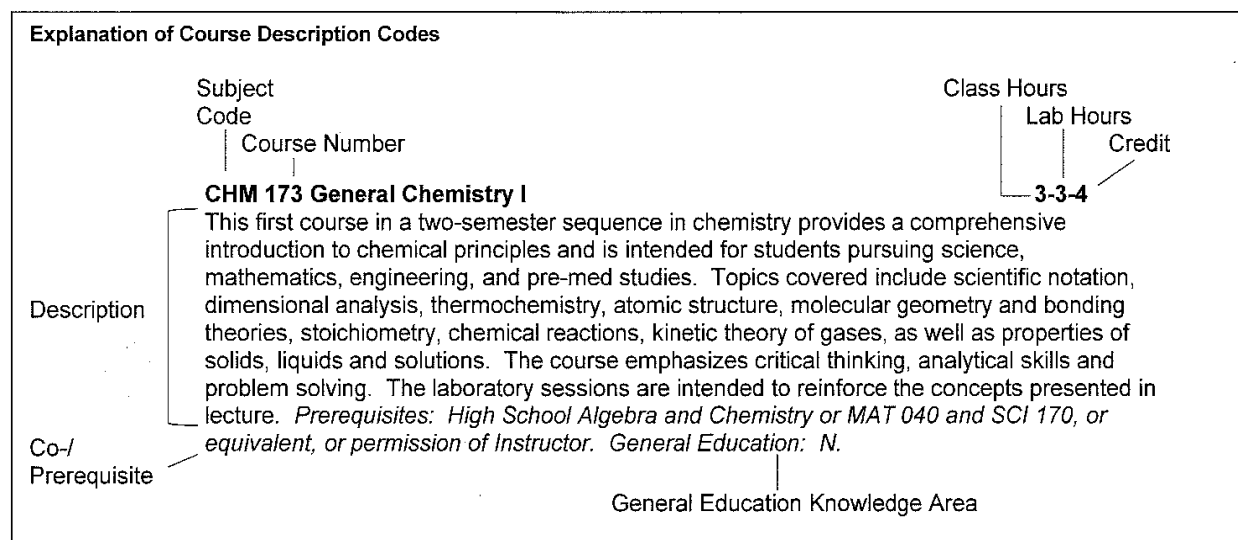 Explanation of Course Description Codes
Subject
Code
Course Number
Class Hours
Lab Hours
Credit
CHM 173 General Chemistry I 3-3-4
Description
This first course in a two-semester sequence in chemistry provides a comprehensive
introduction to chemical principles and is intended for students pursuing science,
mathematics, engineering, and pre-med studies. Topics covered include scientific notation,
dimensional analysis, thermochemistry, atomic structure, molecular geometry and bonding
theories, stoichiometry, chemical reactions, kinetic theory of gases, as well as properties of
solids, liquids and solutions. The course emphasizes critical thinking, analytical skills and
problem solving. The laboratory sessions are intended to reinforce the concepts presented in
lecture. Prerequisites: High School Algebra and Chemistry or MAT 040 and SCI 170, or
equivalent, or permission of Instructor. General Education: N.
Co-/
Prerequisite
General Education Knowledge Area